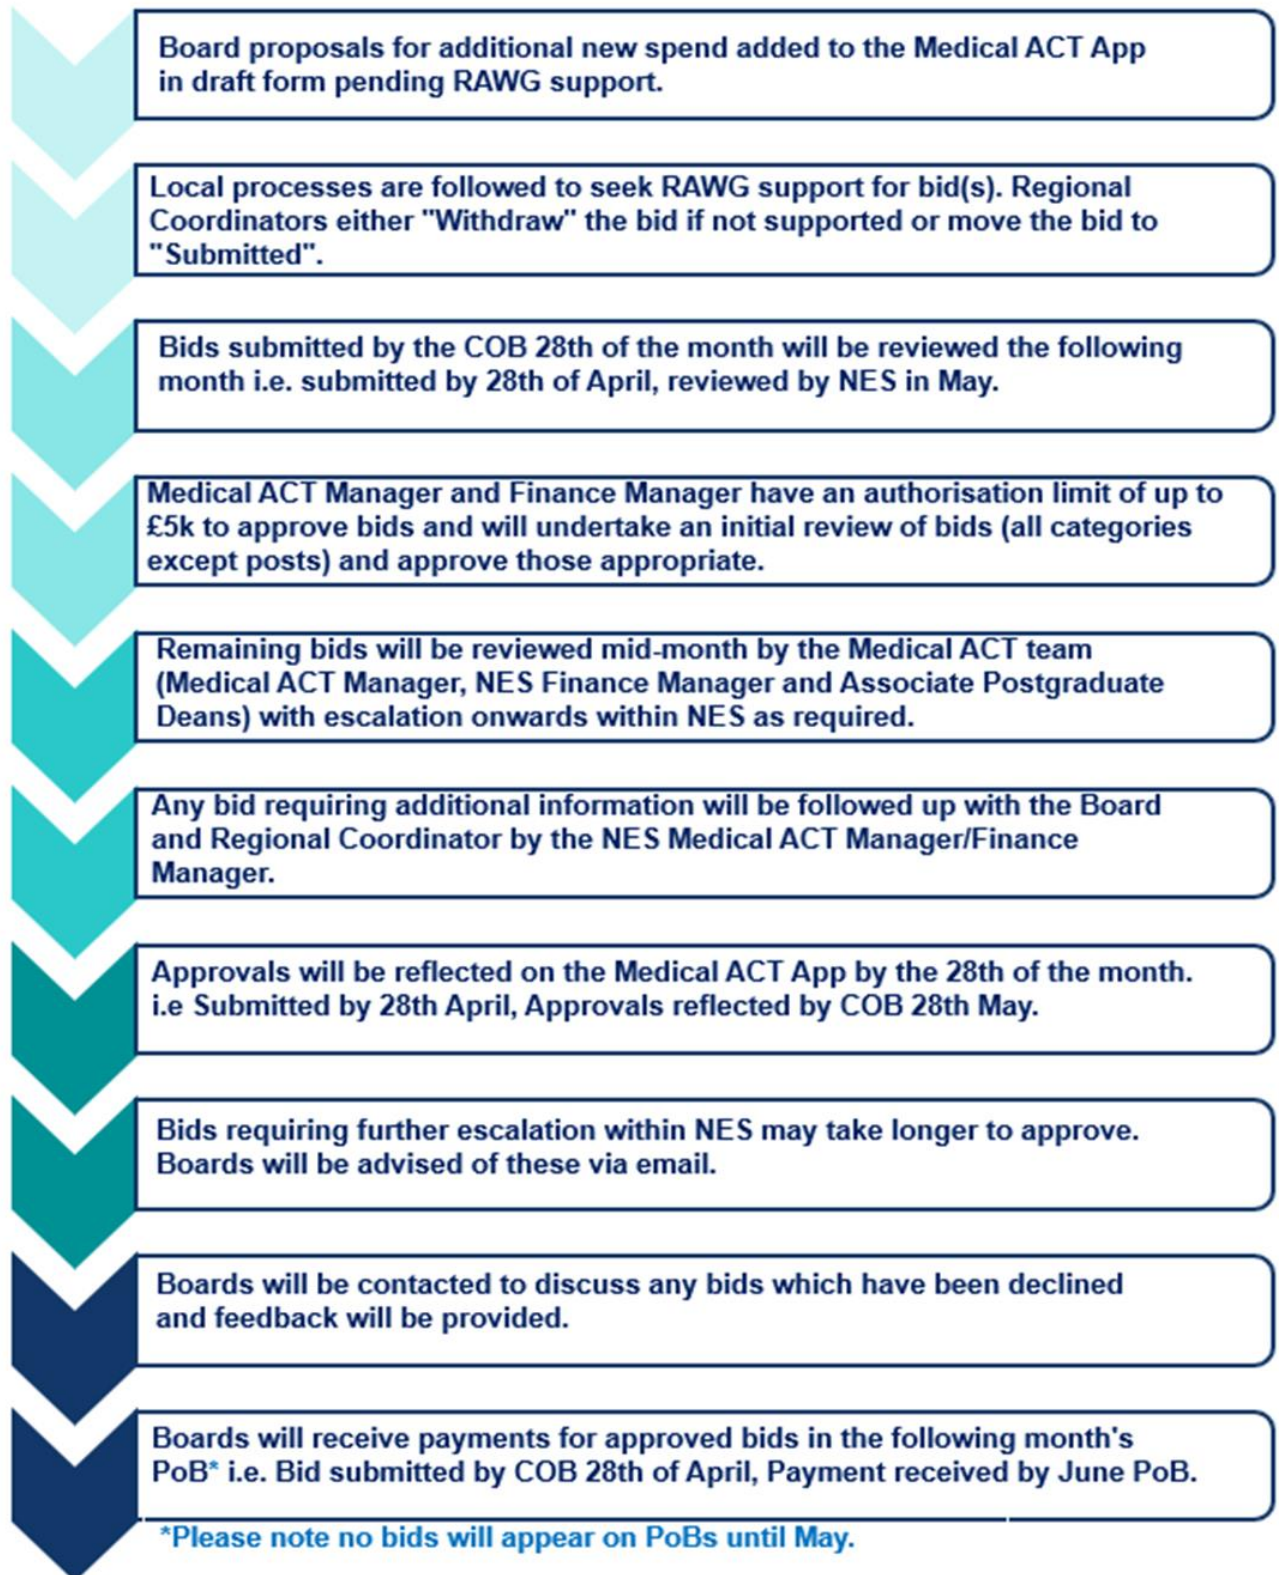 Board proposals for additional new spend added to the Medical ACT App
in draft form pending RAWG support.
Local processes are followed to seek RAWG support for bid(s). Regional
Coordinators either "Withdraw" the bid if not supported or move the bid to
"Submitted".
Bids submitted by the COB 28th of the month will be reviewed the following
month i.e. submitted by 28th of April, reviewed by NES in May.
Medical ACT Manager and Finance Manager have an authorisation limit of up to
£5k to approve bids and will undertake an initial review of bids (all categories
except posts) and approve those appropriate.
Remaining bids will be reviewed mid-month by the Medical ACT team
(Medical ACT Manager, NES Finance Manager and Associate Postgraduate
Deans) with escalation onwards within NES as required.
Any bid requiring additional information will be followed up with the Board
and Regional Coordinator by the NES Medical ACT Manager/Finance
Manager.
Approvals will be reflected on the Medical ACT App by the 28th of the month.
i.e Submitted by 28th April, Approvals reflected by COB 28th May.
Bids requiring further escalation within NES may take longer to approve.
Boards will be advised of these via email.
Boards will be contacted to discuss any bids which have been declined
and feedback will be provided.
Boards will receive payments for approved bids in the following month's
PoB* i.e. Bid submitted by COB 28th of April, Payment received by June PoB.
*Please note no bids will appear on PoBs until May.